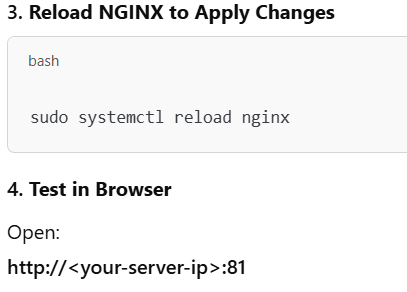 3. Reload NGINX to Apply Changes
bash
sudo systemctl reload nginx
4. Test in Browser
Open:
http://<your-server-ip>:81